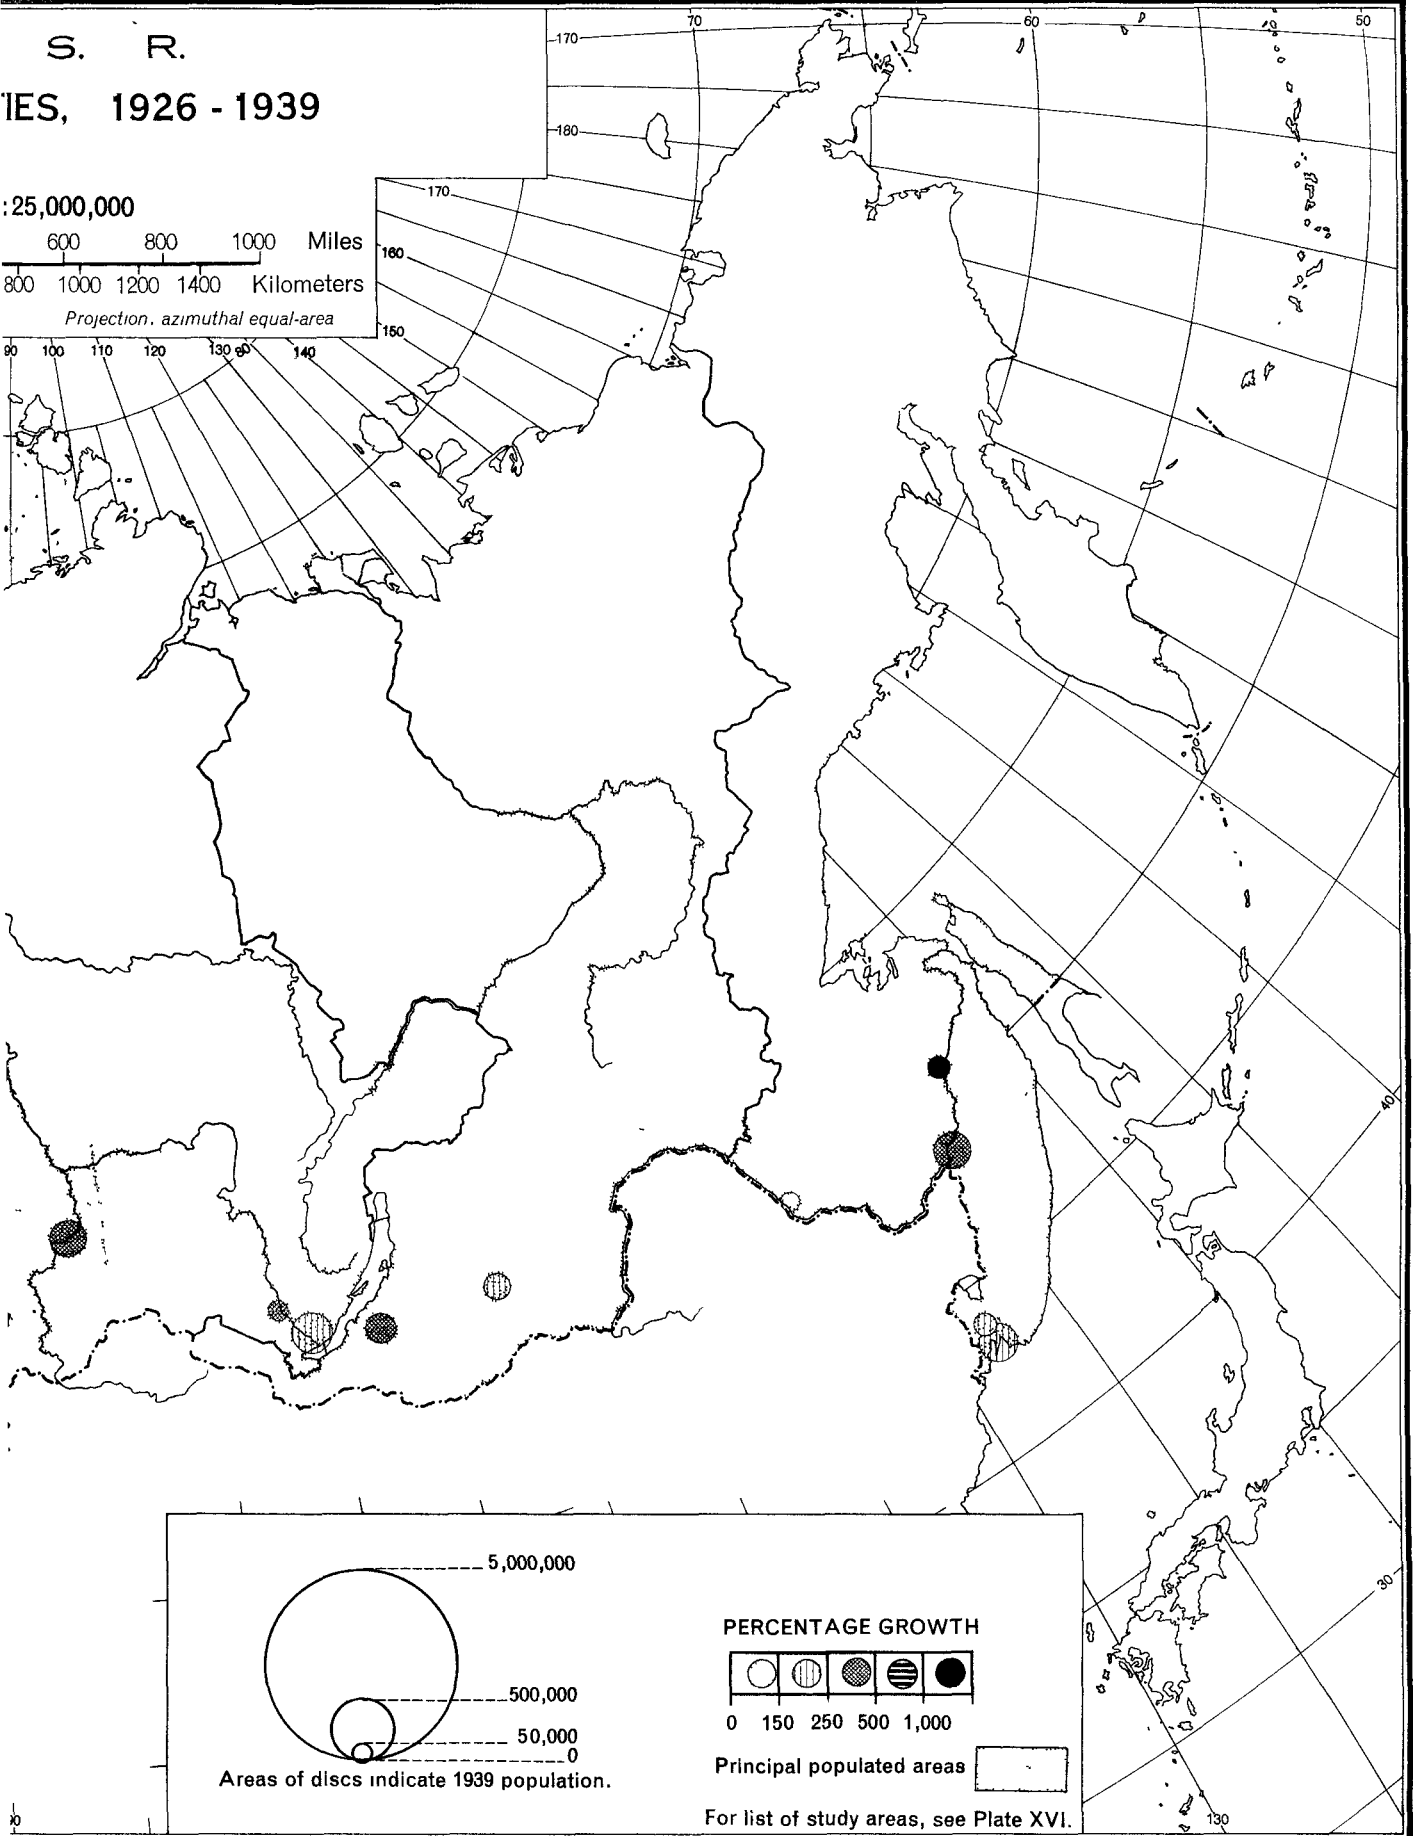 S. R.
IES, 1926 - 1939
:25,000,000
600 800 1000 Miles
800 1000 1200 1400 Kilometers
Projection, azimuthal equal-area
90 100 110 120 130 80 140
150
160
170
180
-170
70
60
50
40
30
130
5,000,000
500,000
50,000
0
Areas of discs indicate 1939 population.
PERCENTAGE GROWTH
0 150 250 500 1,000
Principal populated areas
For list of study areas, see Plate XVI.